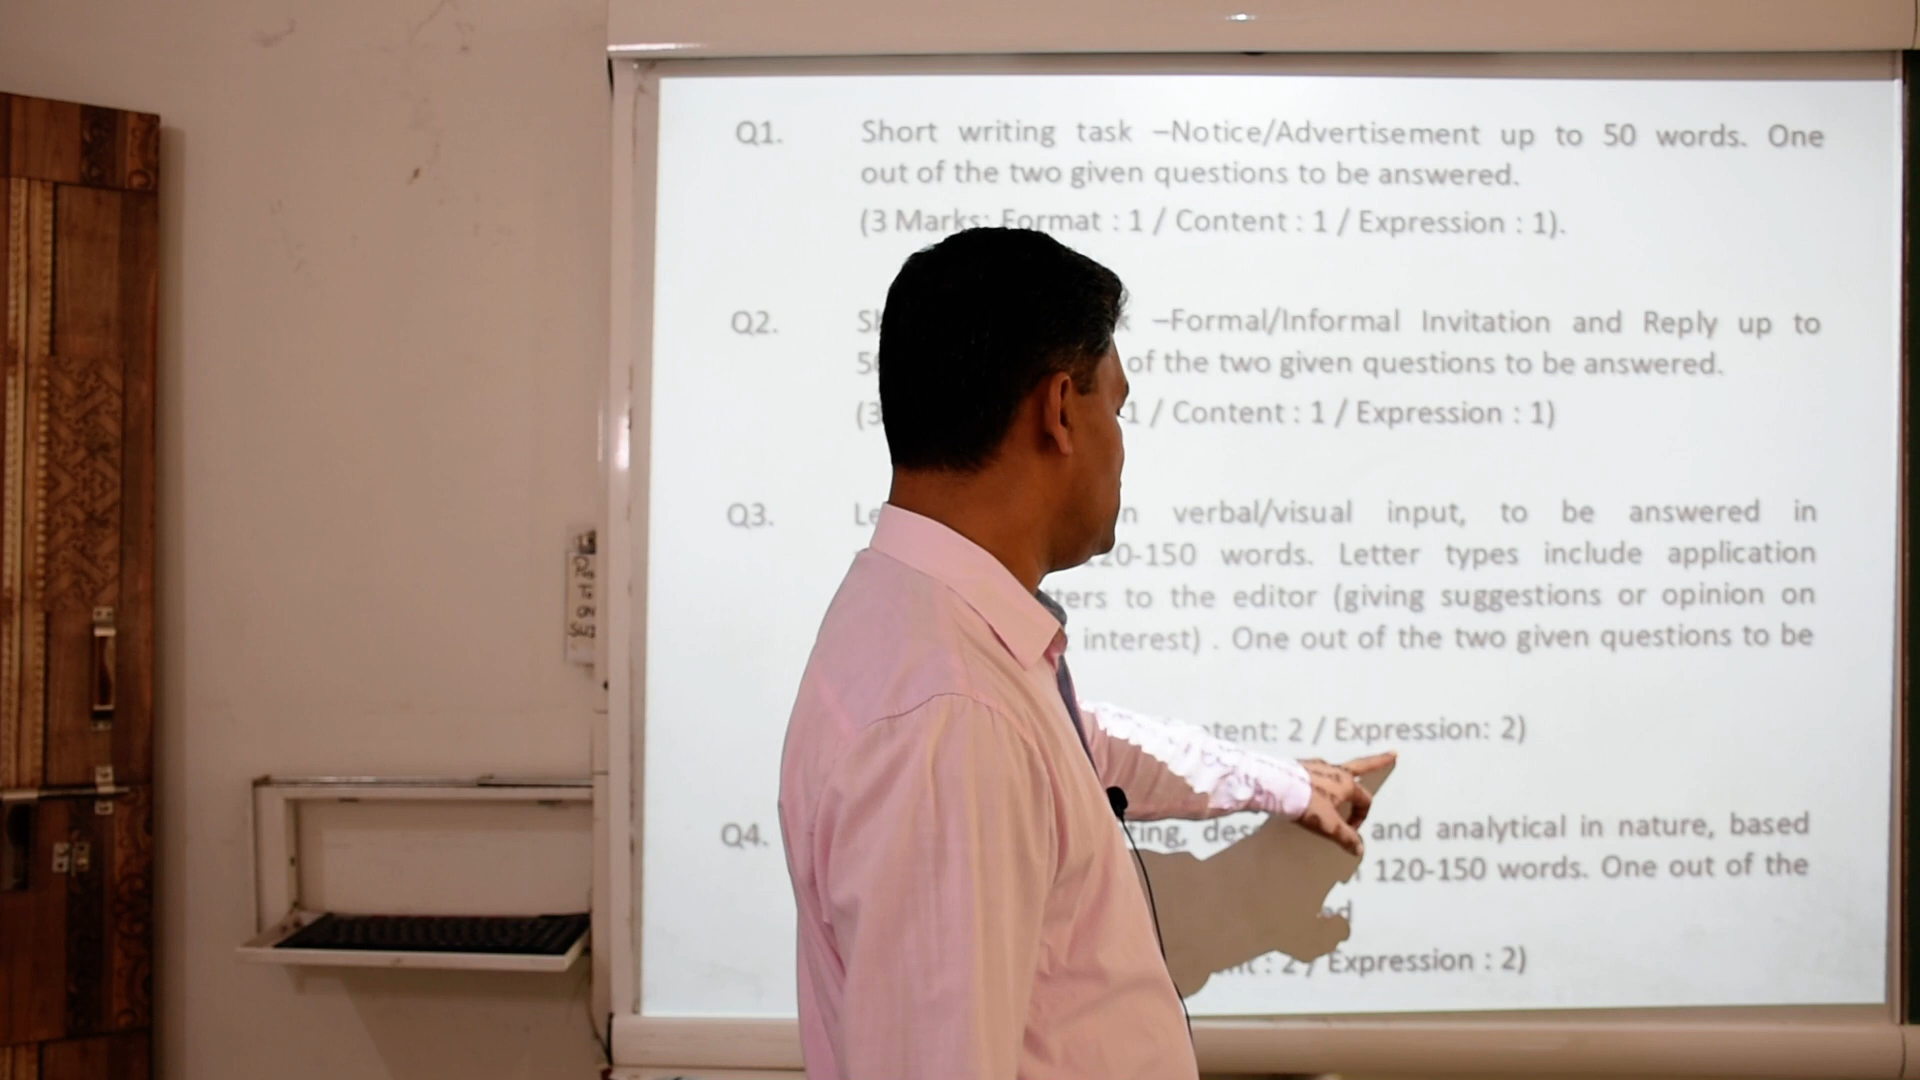 Q1. Short writing task –Notice/Advertisement up to 50 words. One
out of the two given questions to be answered.
(3 Marks: Format : 1 / Content : 1 / Expression : 1).
Q2. –Formal/Informal Invitation and Reply up to
of the two given questions to be answered.
1 / Content : 1 / Expression : 1)
Q3. verbal/visual input, to be answered in
words. Letter types include application
to the editor (giving suggestions or opinion on
interest) . One out of the two given questions to be
2 / Expression: 2)
Q4. and analytical in nature, based
120-150 words. One out of the
: 2 / Expression : 2)